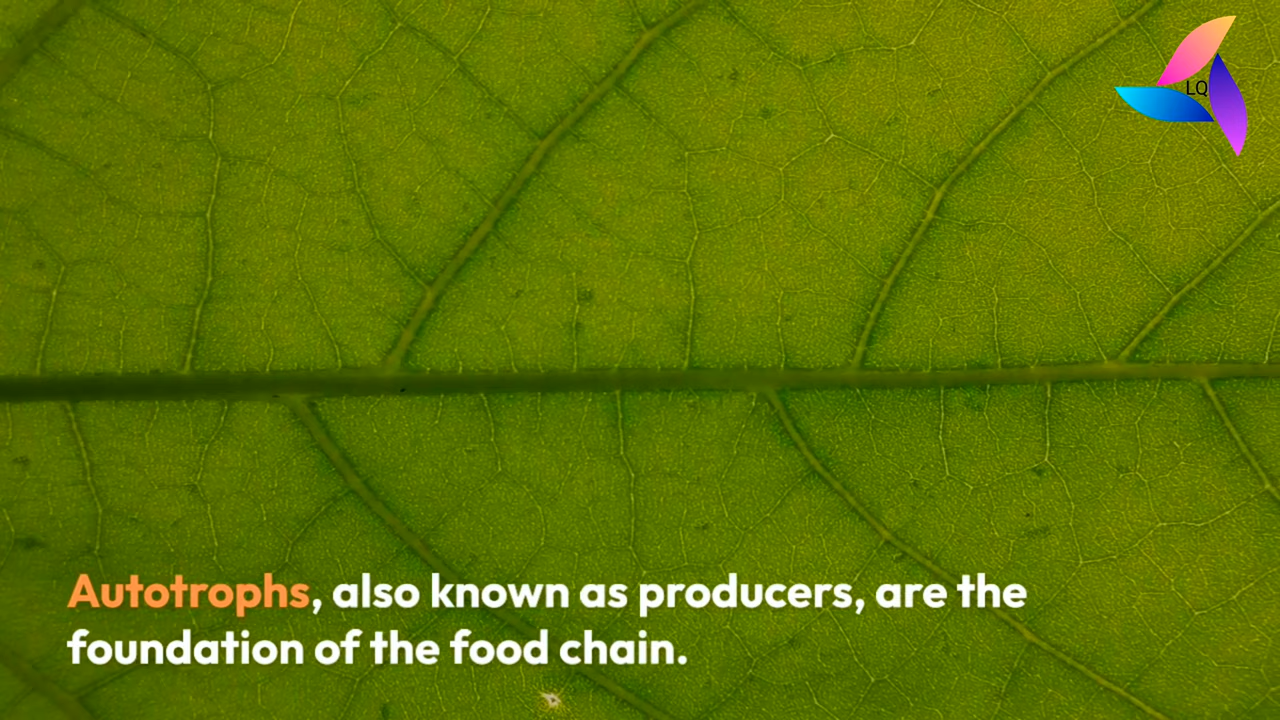 LQ
Autotrophs, also known as producers, are the
foundation of the food chain.